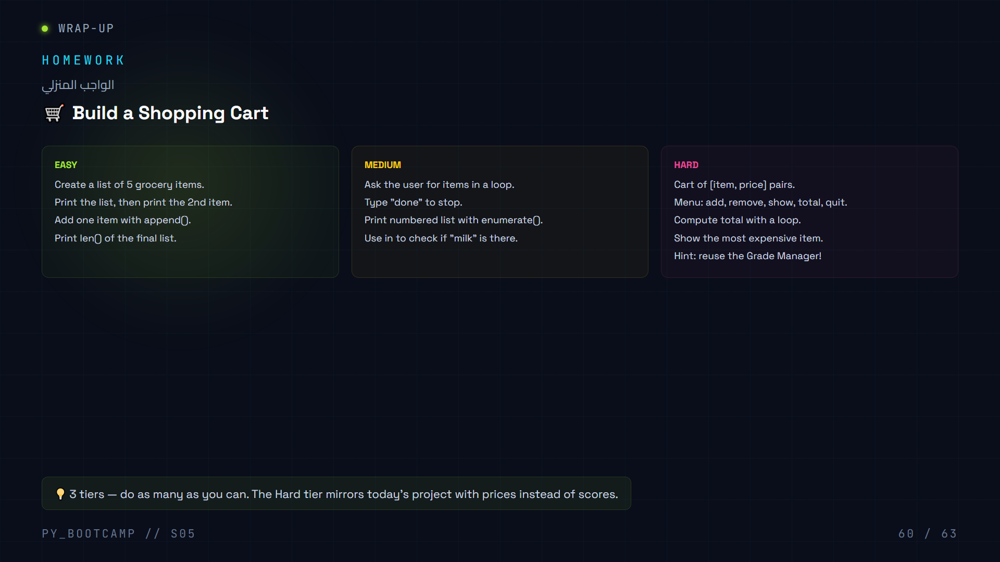 WRAP-UP
HOMEWORK
الواجب المنزلي
Build a Shopping Cart
EASY
Create a list of 5 grocery items.
Print the list, then print the 2nd item.
Add one item with append().
Print len() of the final list.
MEDIUM
Ask the user for items in a loop.
Type ”done” to stop.
Print numbered list with enumerate().
Use in to check if ”milk” is there.
HARD
Cart of [item, price] pairs.
Menu: add, remove, show, total, quit.
Compute total with a loop.
Show the most expensive item.
Hint: reuse the Grade Manager!
3 tiers — do as many as you can. The Hard tier mirrors today’s project with prices instead of scores.
PY_BOOTCAMP // S05
60 / 63